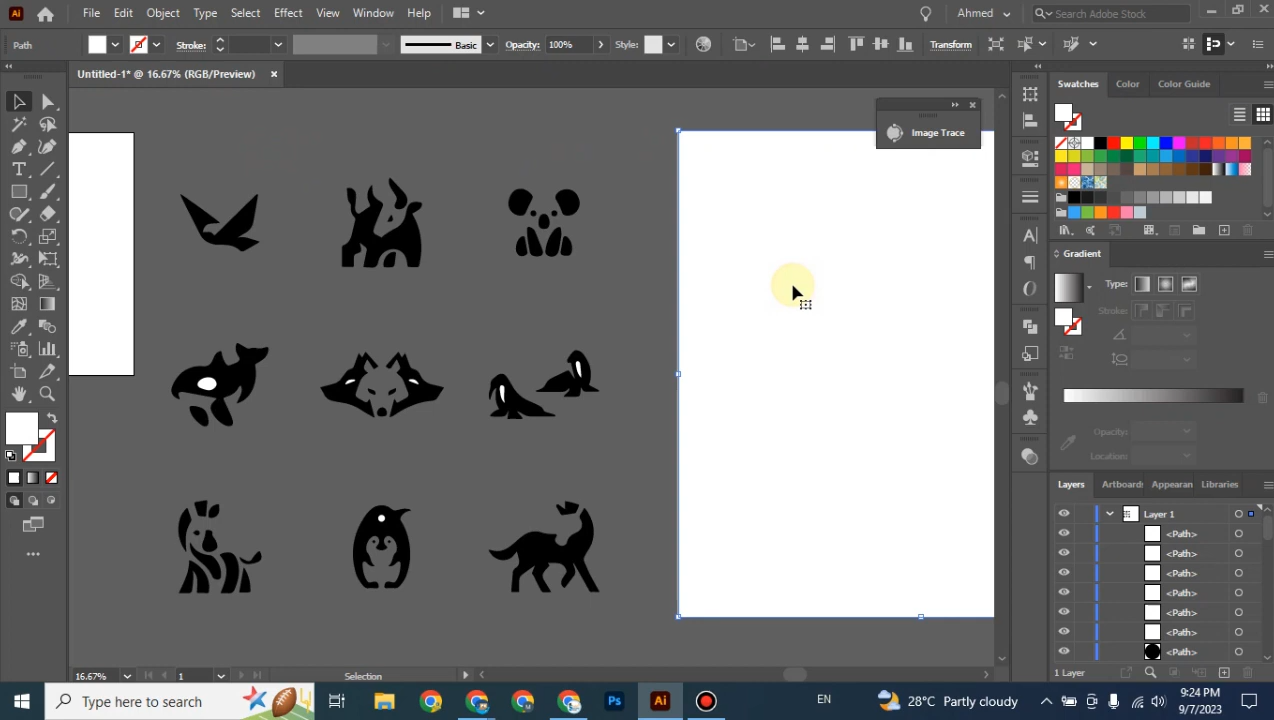 Ai File Edit Object Type Select Effect View Window Help Ahmed Search Adobe Stock
Path Stroke: Basic Opacity: 100% Style: Transform
Untitled-1* @ 16.67% (RGB/Preview)
Swatches Color Color Guide
Image Trace
Gradient
Type:
Stroke:
Opacity:
Location:
Layers Artboards Appearan Libraries
Layer 1
<Path>
<Path>
<Path>
<Path>
<Path>
<Path>
<Path>
16.67% 1 Selection 1 Layer
Type here to search Ps Ai EN 28°C Partly cloudy 9:24 PM
9/7/2023